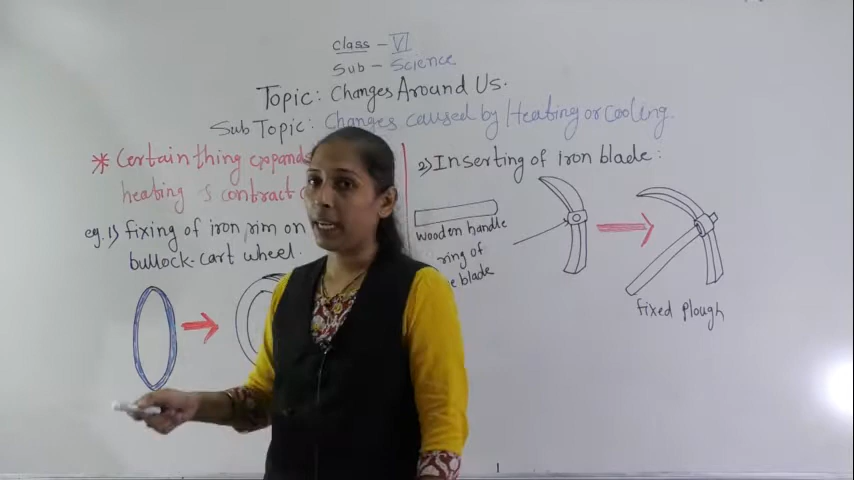 Class - VI
Sub - Science
Topic: Changes Around Us.
Sub Topic: Changes caused by Heating or Cooling.
* Certain thing expands
heating & contract
eg. 1) fixing of iron rim on
bullock-cart wheel.
2) Inserting of iron blade:
wooden handle
ring of
blade
fixed plough